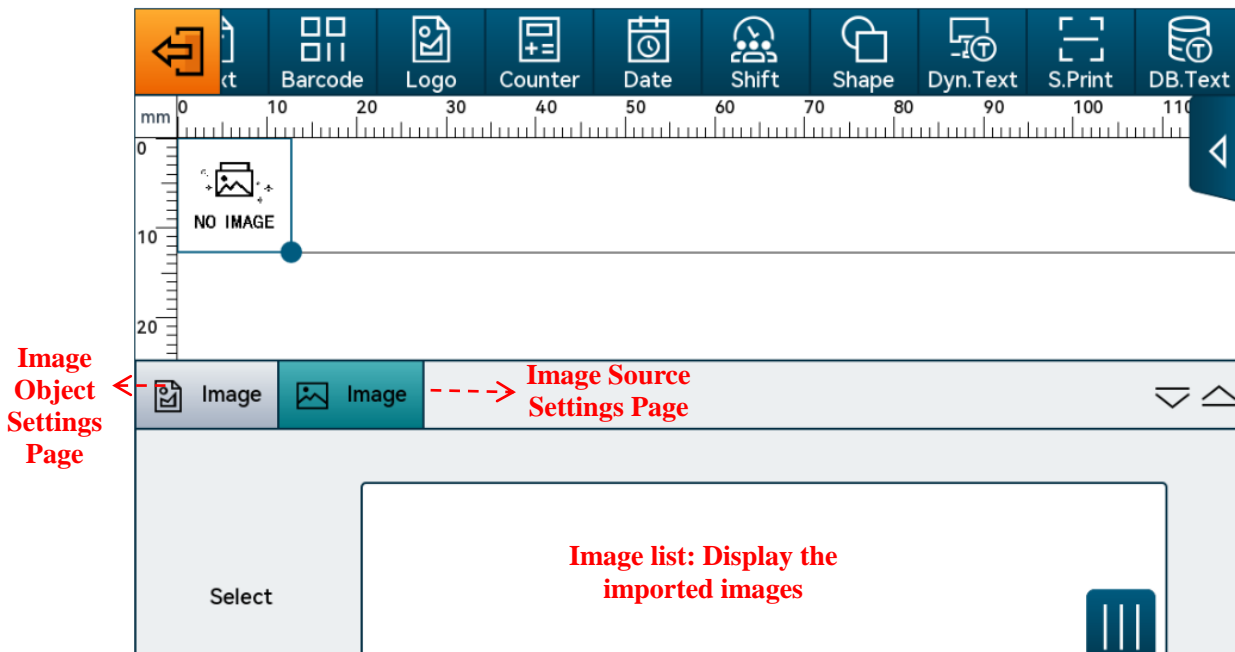 xt Barcode Logo Counter Date Shift Shape Dyn.Text S.Print DB.Text
mm 0 10 20 30 40 50 60 70 80 90 100 110
0
NO IMAGE
10
20
Image
Object
Settings
Page
Image
Image
Image Source
Settings Page
Image list: Display the
imported images
Select